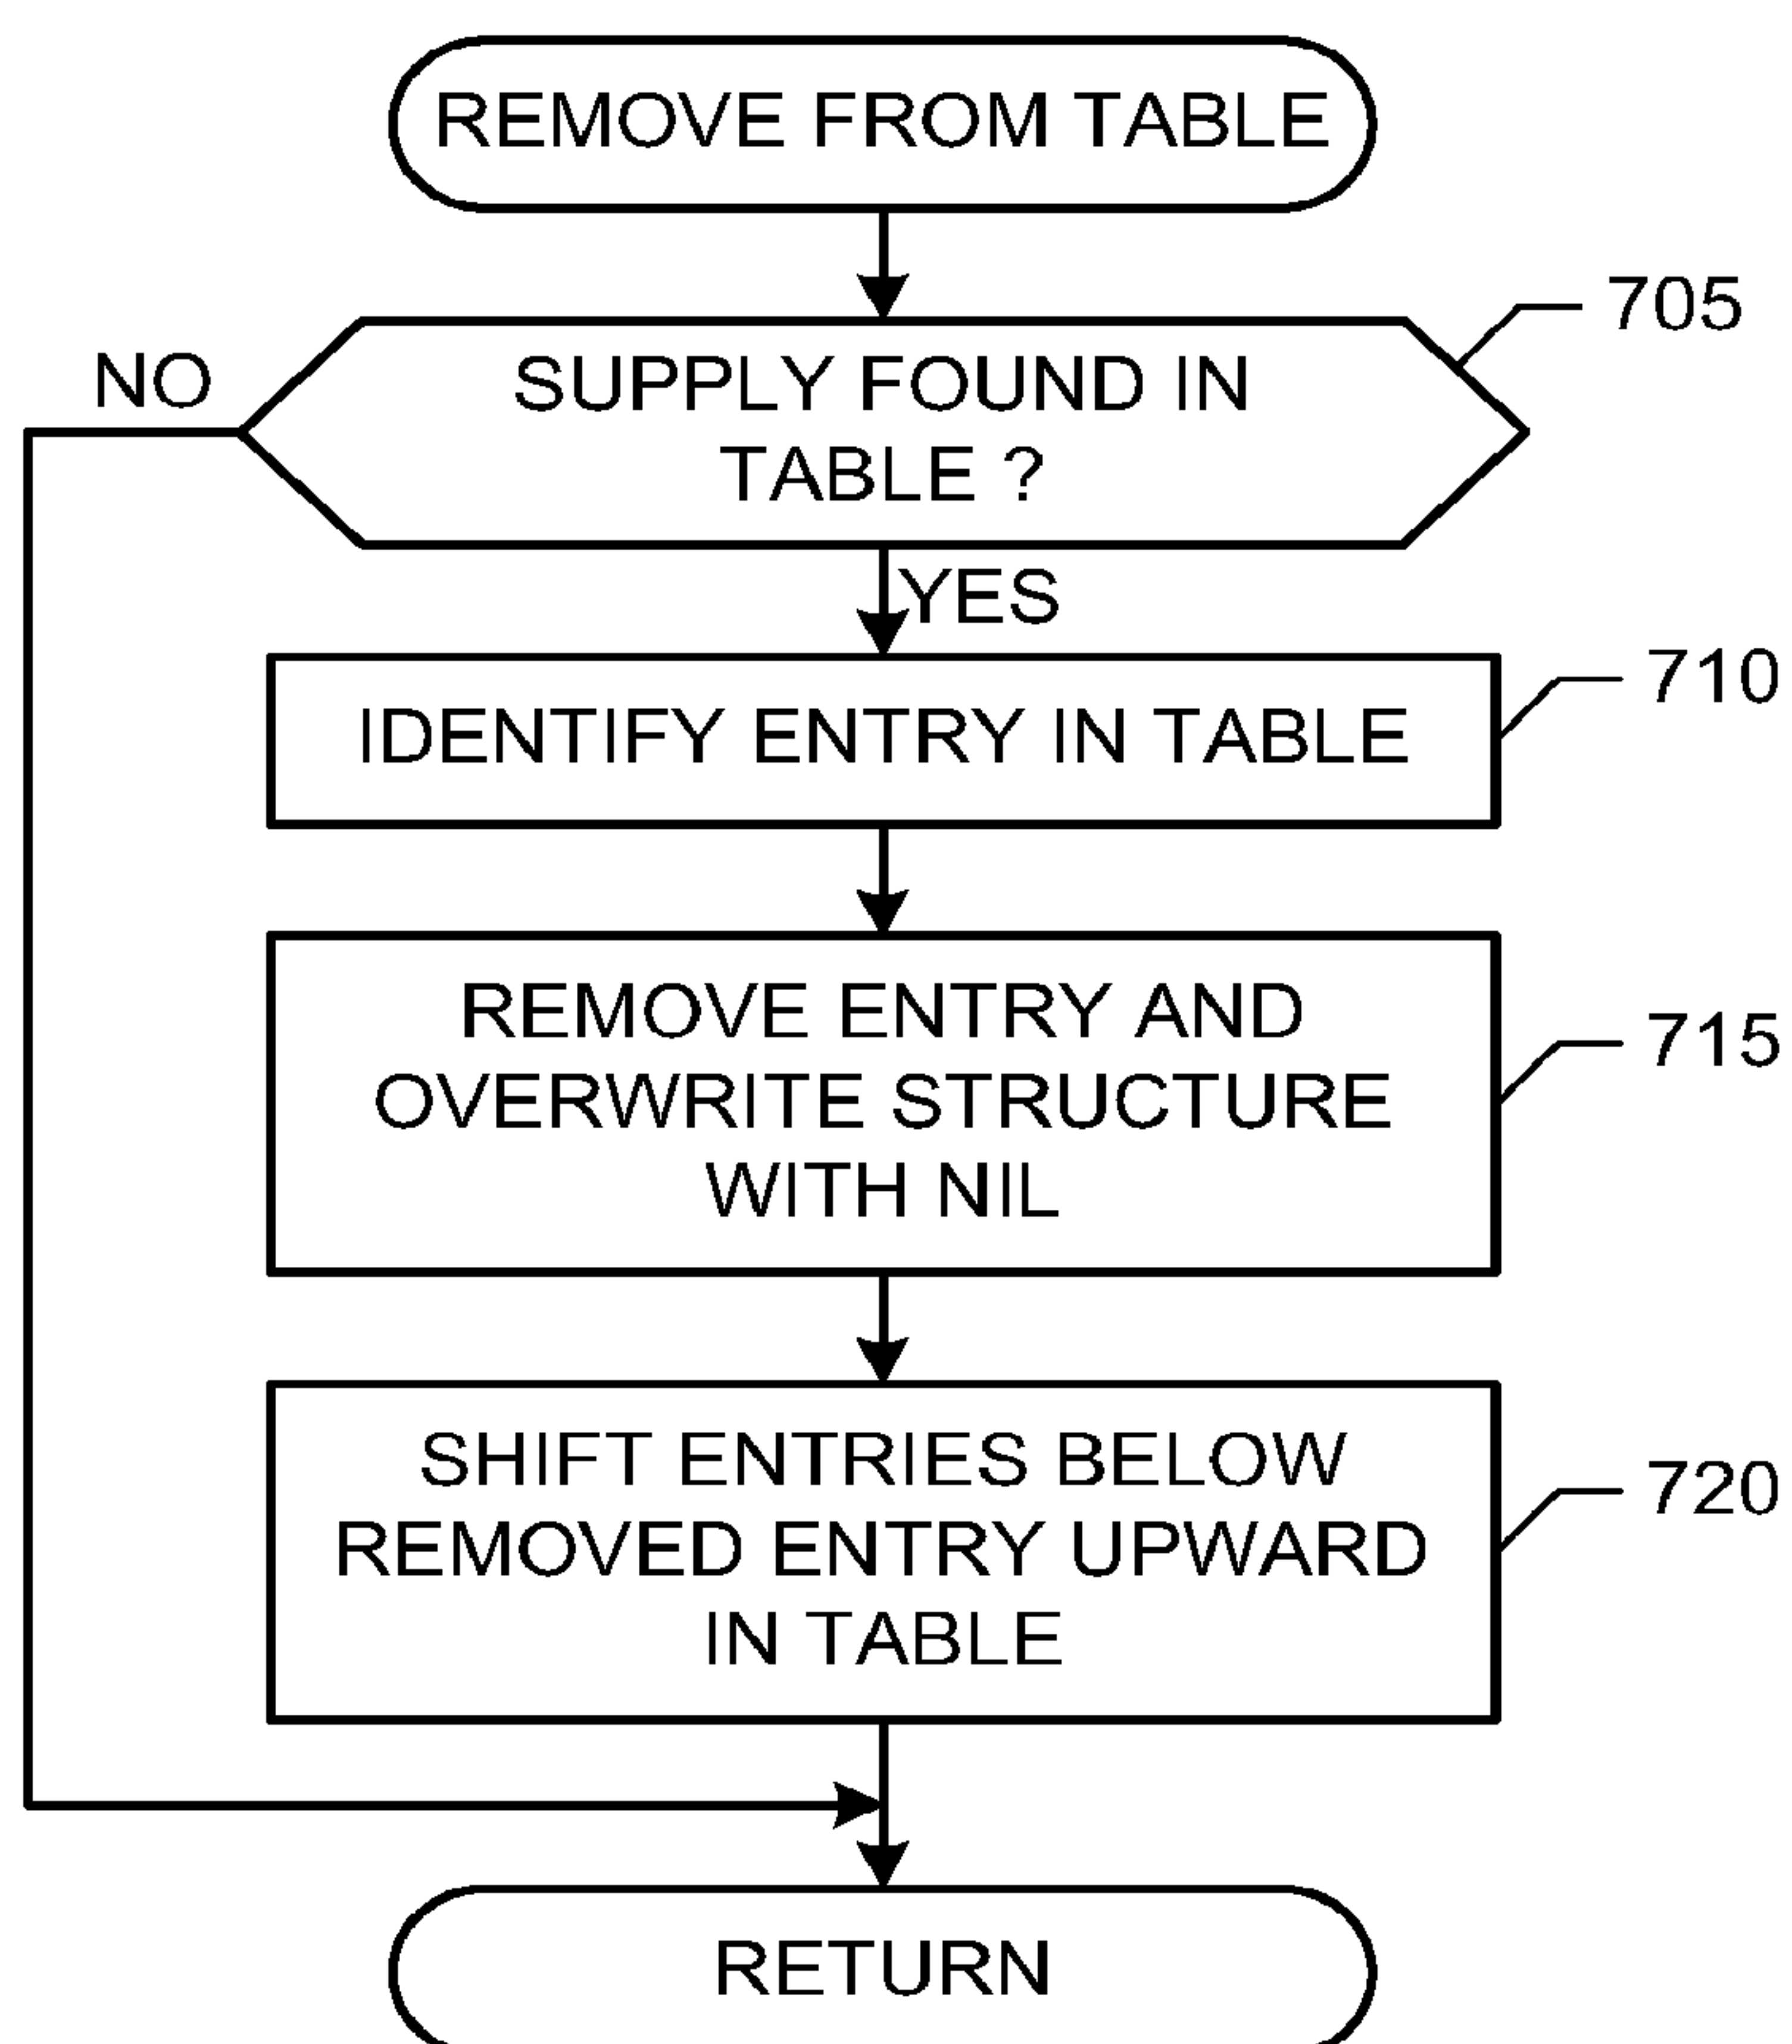 REMOVE FROM TABLE
705
NO
SUPPLY FOUND IN
TABLE ?
YES
710
IDENTIFY ENTRY IN TABLE
REMOVE ENTRY AND
715
OVERWRITE STRUCTURE
WITH NIL
SHIFT ENTRIES BELOW
720
REMOVED ENTRY UPWARD
IN TABLE
RETURN